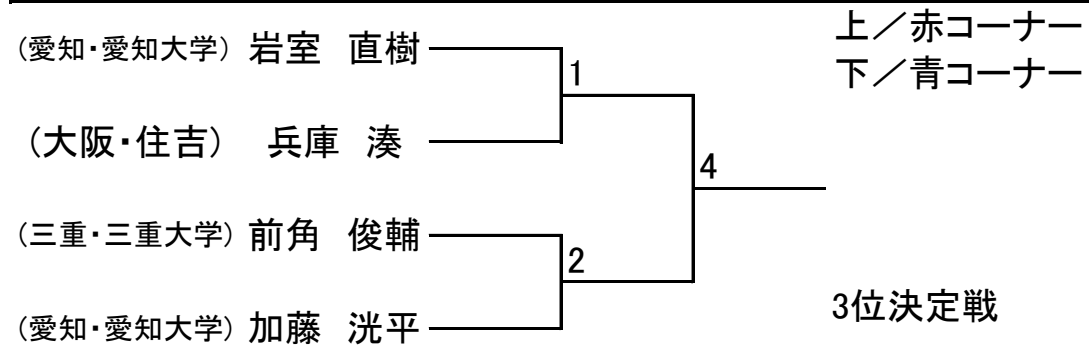 上／赤コーナー
(愛知・愛知大学) 岩室　直樹
1
下／青コーナー
(大阪・住吉)　兵庫　湊
4
(三重・三重大学) 前角　俊輔
2
3位決定戦
(愛知・愛知大学) 加藤　洸平